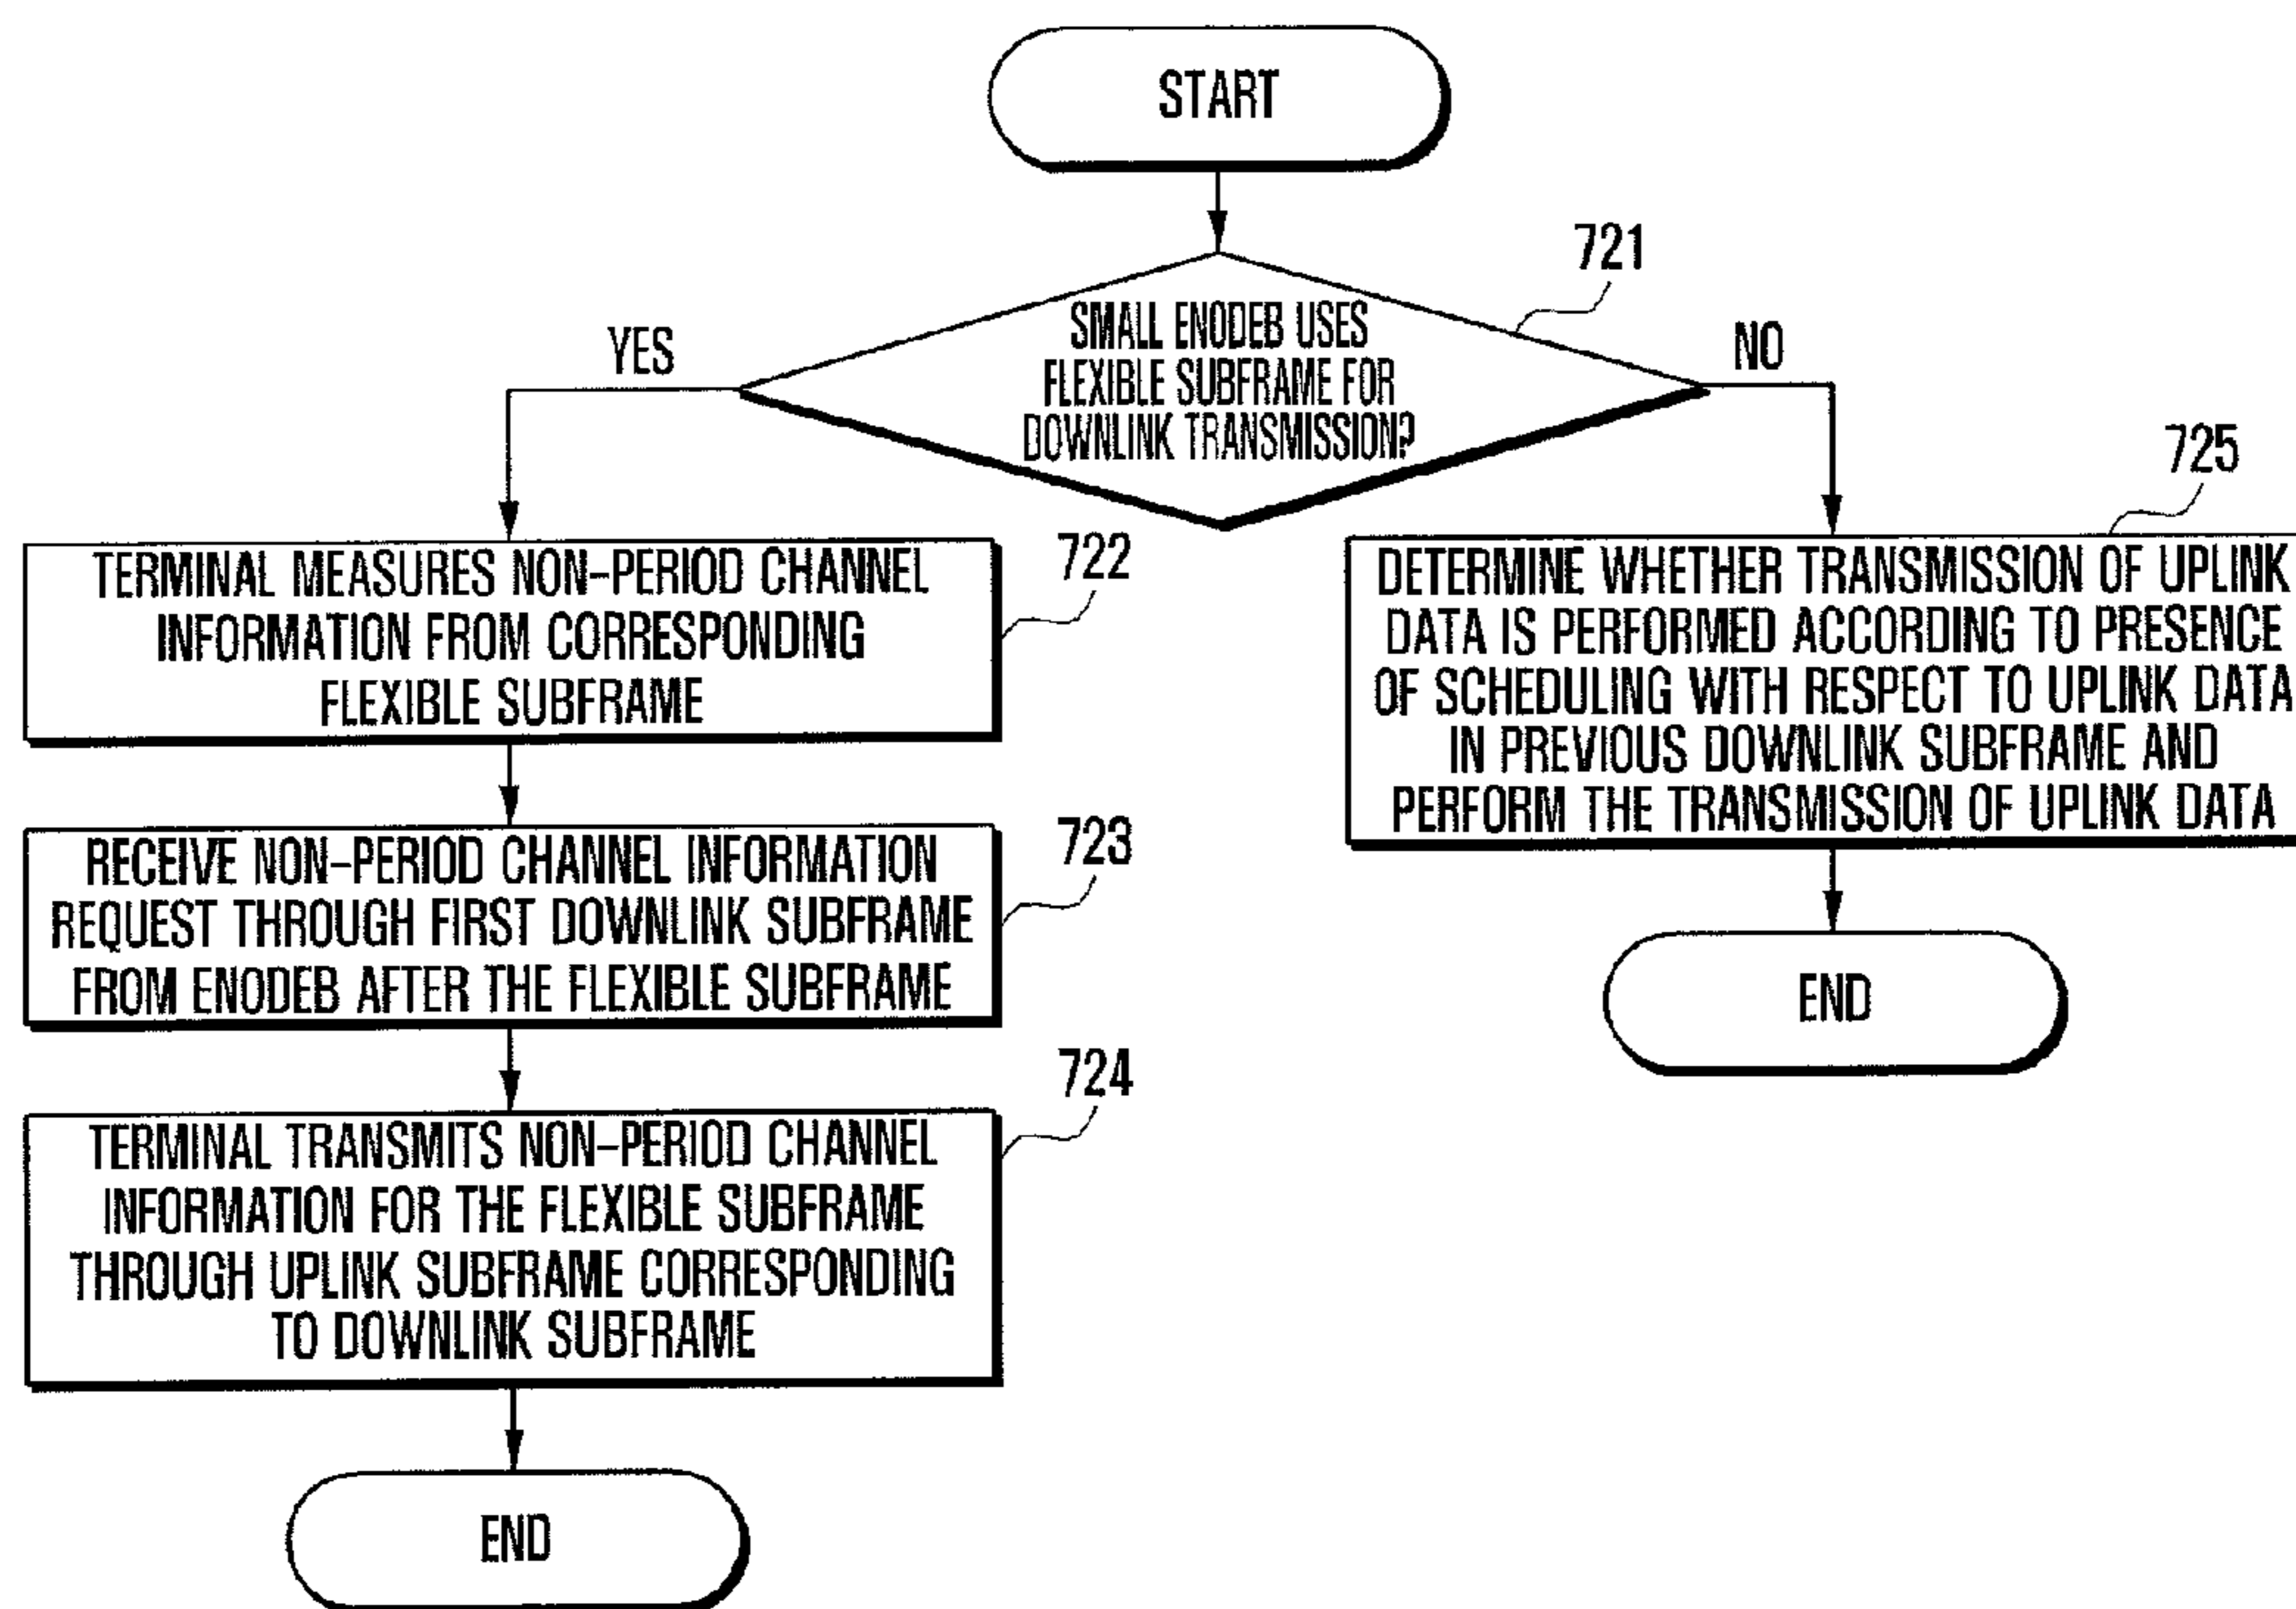 START
721
SMALL ENODEB USES
FLEXIBLE SUBFRAME FOR
DOWNLINK TRANSMISSION?
YES
NO
722
TERMINAL MEASURES NON-PERIOD CHANNEL
INFORMATION FROM CORRESPONDING
FLEXIBLE SUBFRAME
723
RECEIVE NON-PERIOD CHANNEL INFORMATION
REQUEST THROUGH FIRST DOWNLINK SUBFRAME
FROM ENODEB AFTER THE FLEXIBLE SUBFRAME
724
TERMINAL TRANSMITS NON-PERIOD CHANNEL
INFORMATION FOR THE FLEXIBLE SUBFRAME
THROUGH UPLINK SUBFRAME CORRESPONDING
TO DOWNLINK SUBFRAME
END
725
DETERMINE WHETHER TRANSMISSION OF UPLINK
DATA IS PERFORMED ACCORDING TO PRESENCE
OF SCHEDULING WITH RESPECT TO UPLINK DATA
IN PREVIOUS DOWNLINK SUBFRAME AND
PERFORM THE TRANSMISSION OF UPLINK DATA
END